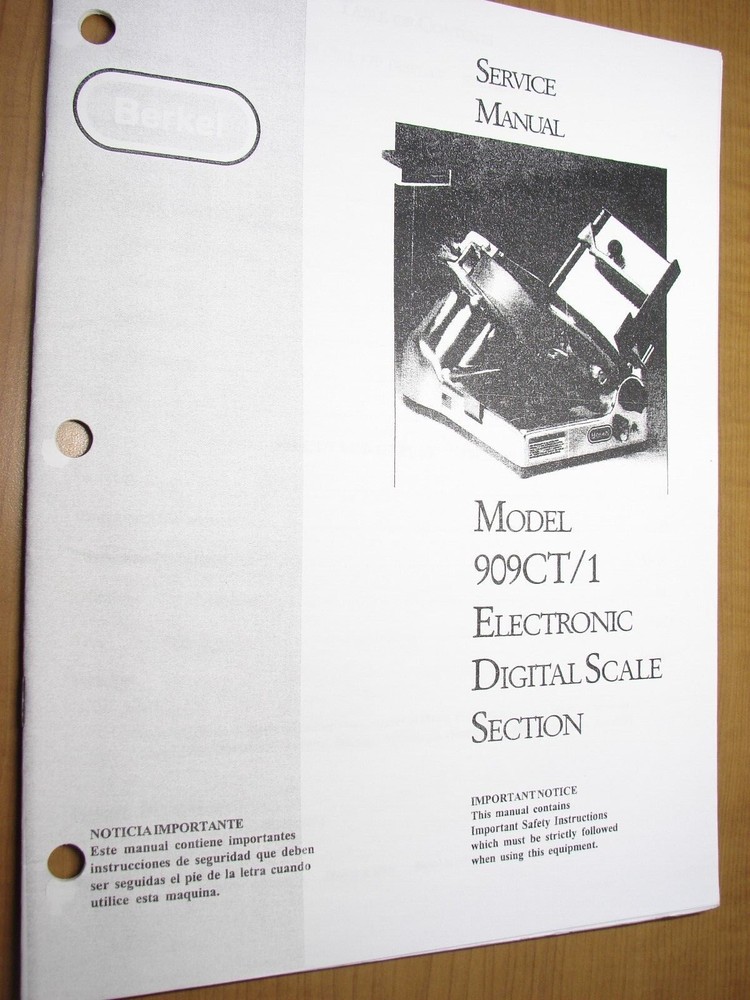 Berkel
SERVICE
MANUAL
Berkel
MODEL
909CT/1
ELECTRONIC
DIGITAL SCALE
SECTION
NOTICIA IMPORTANTE
Este manual contiene importantes
instrucciones de seguridad que deben
ser seguidas el pie de la letra cuando
utilice esta maquina.
IMPORTANT NOTICE
This manual contains
Important Safety Instructions
which must be strictly followed
when using this equipment.